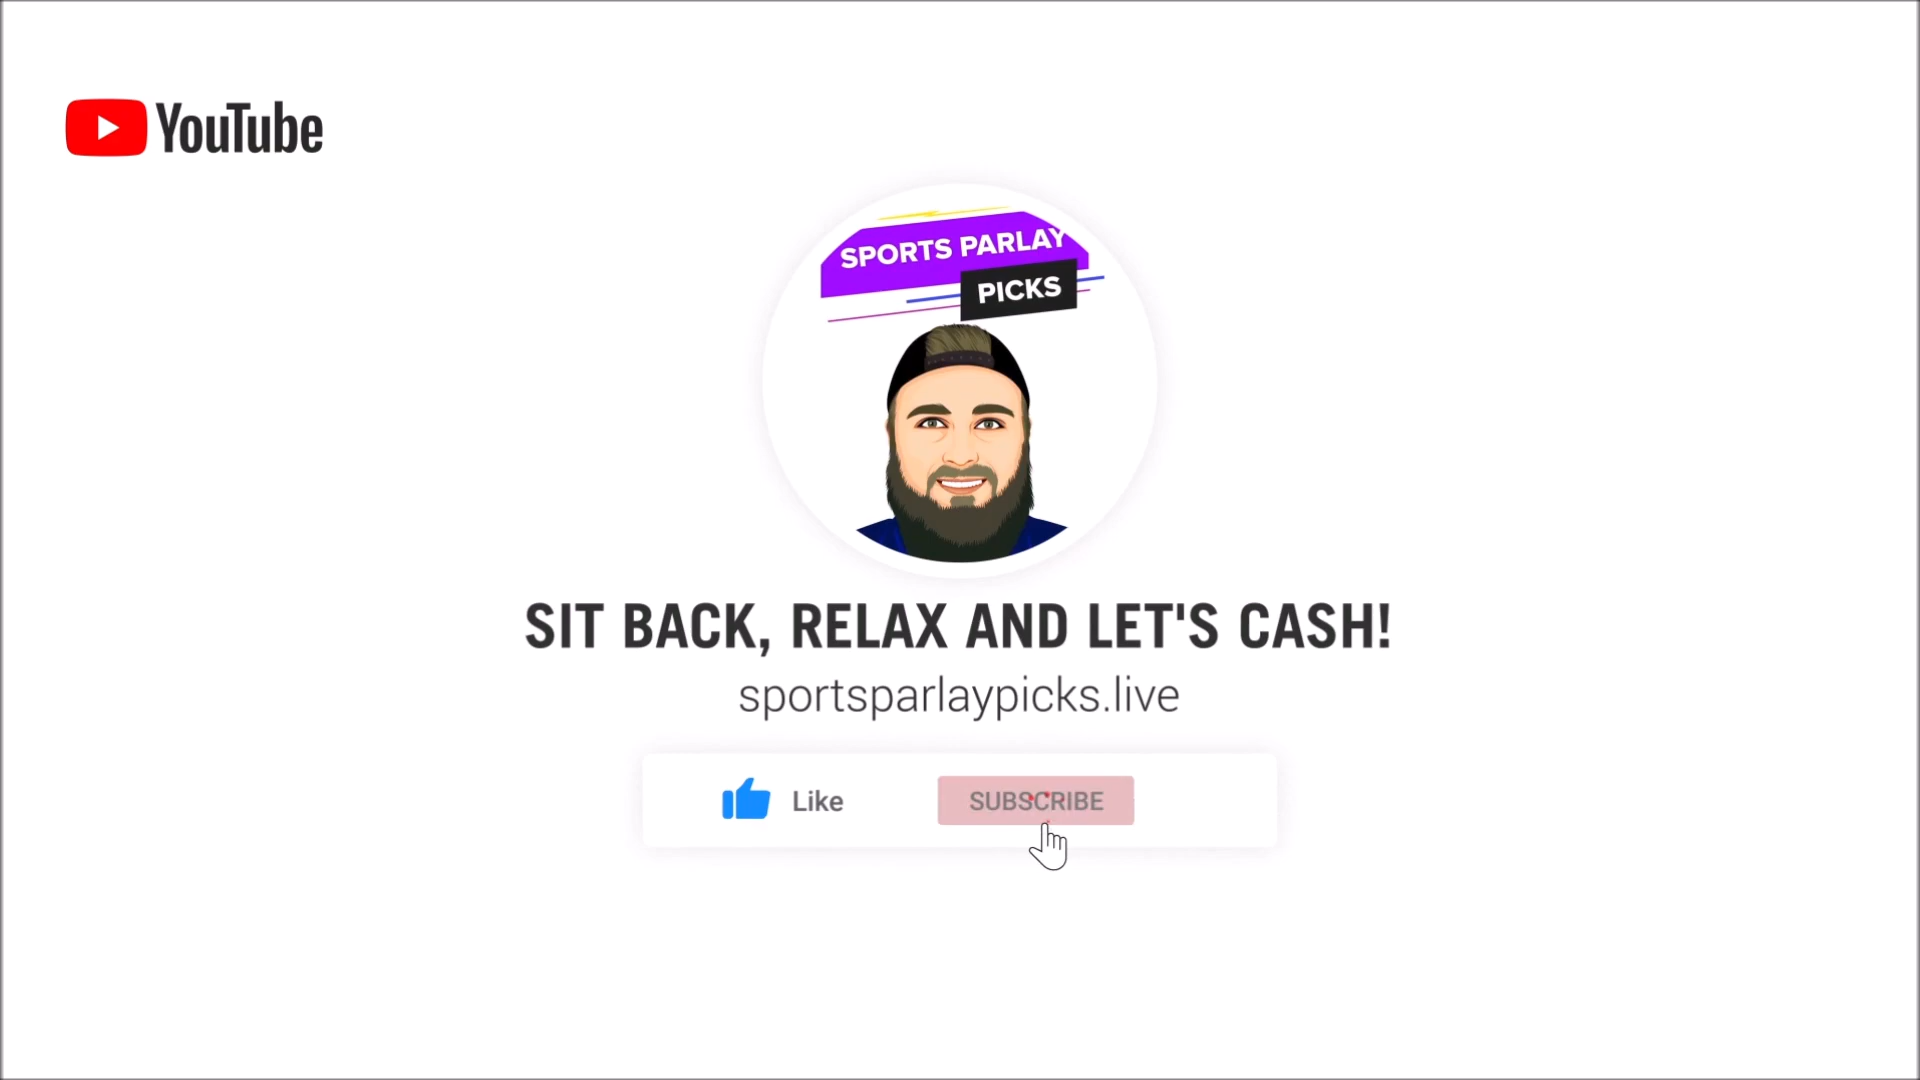 YouTube
SPORTS PARLAY
PICKS
SIT BACK, RELAX AND LET'S CASH!
sportsparlaypicks.live
Like
SUBSCRIBE